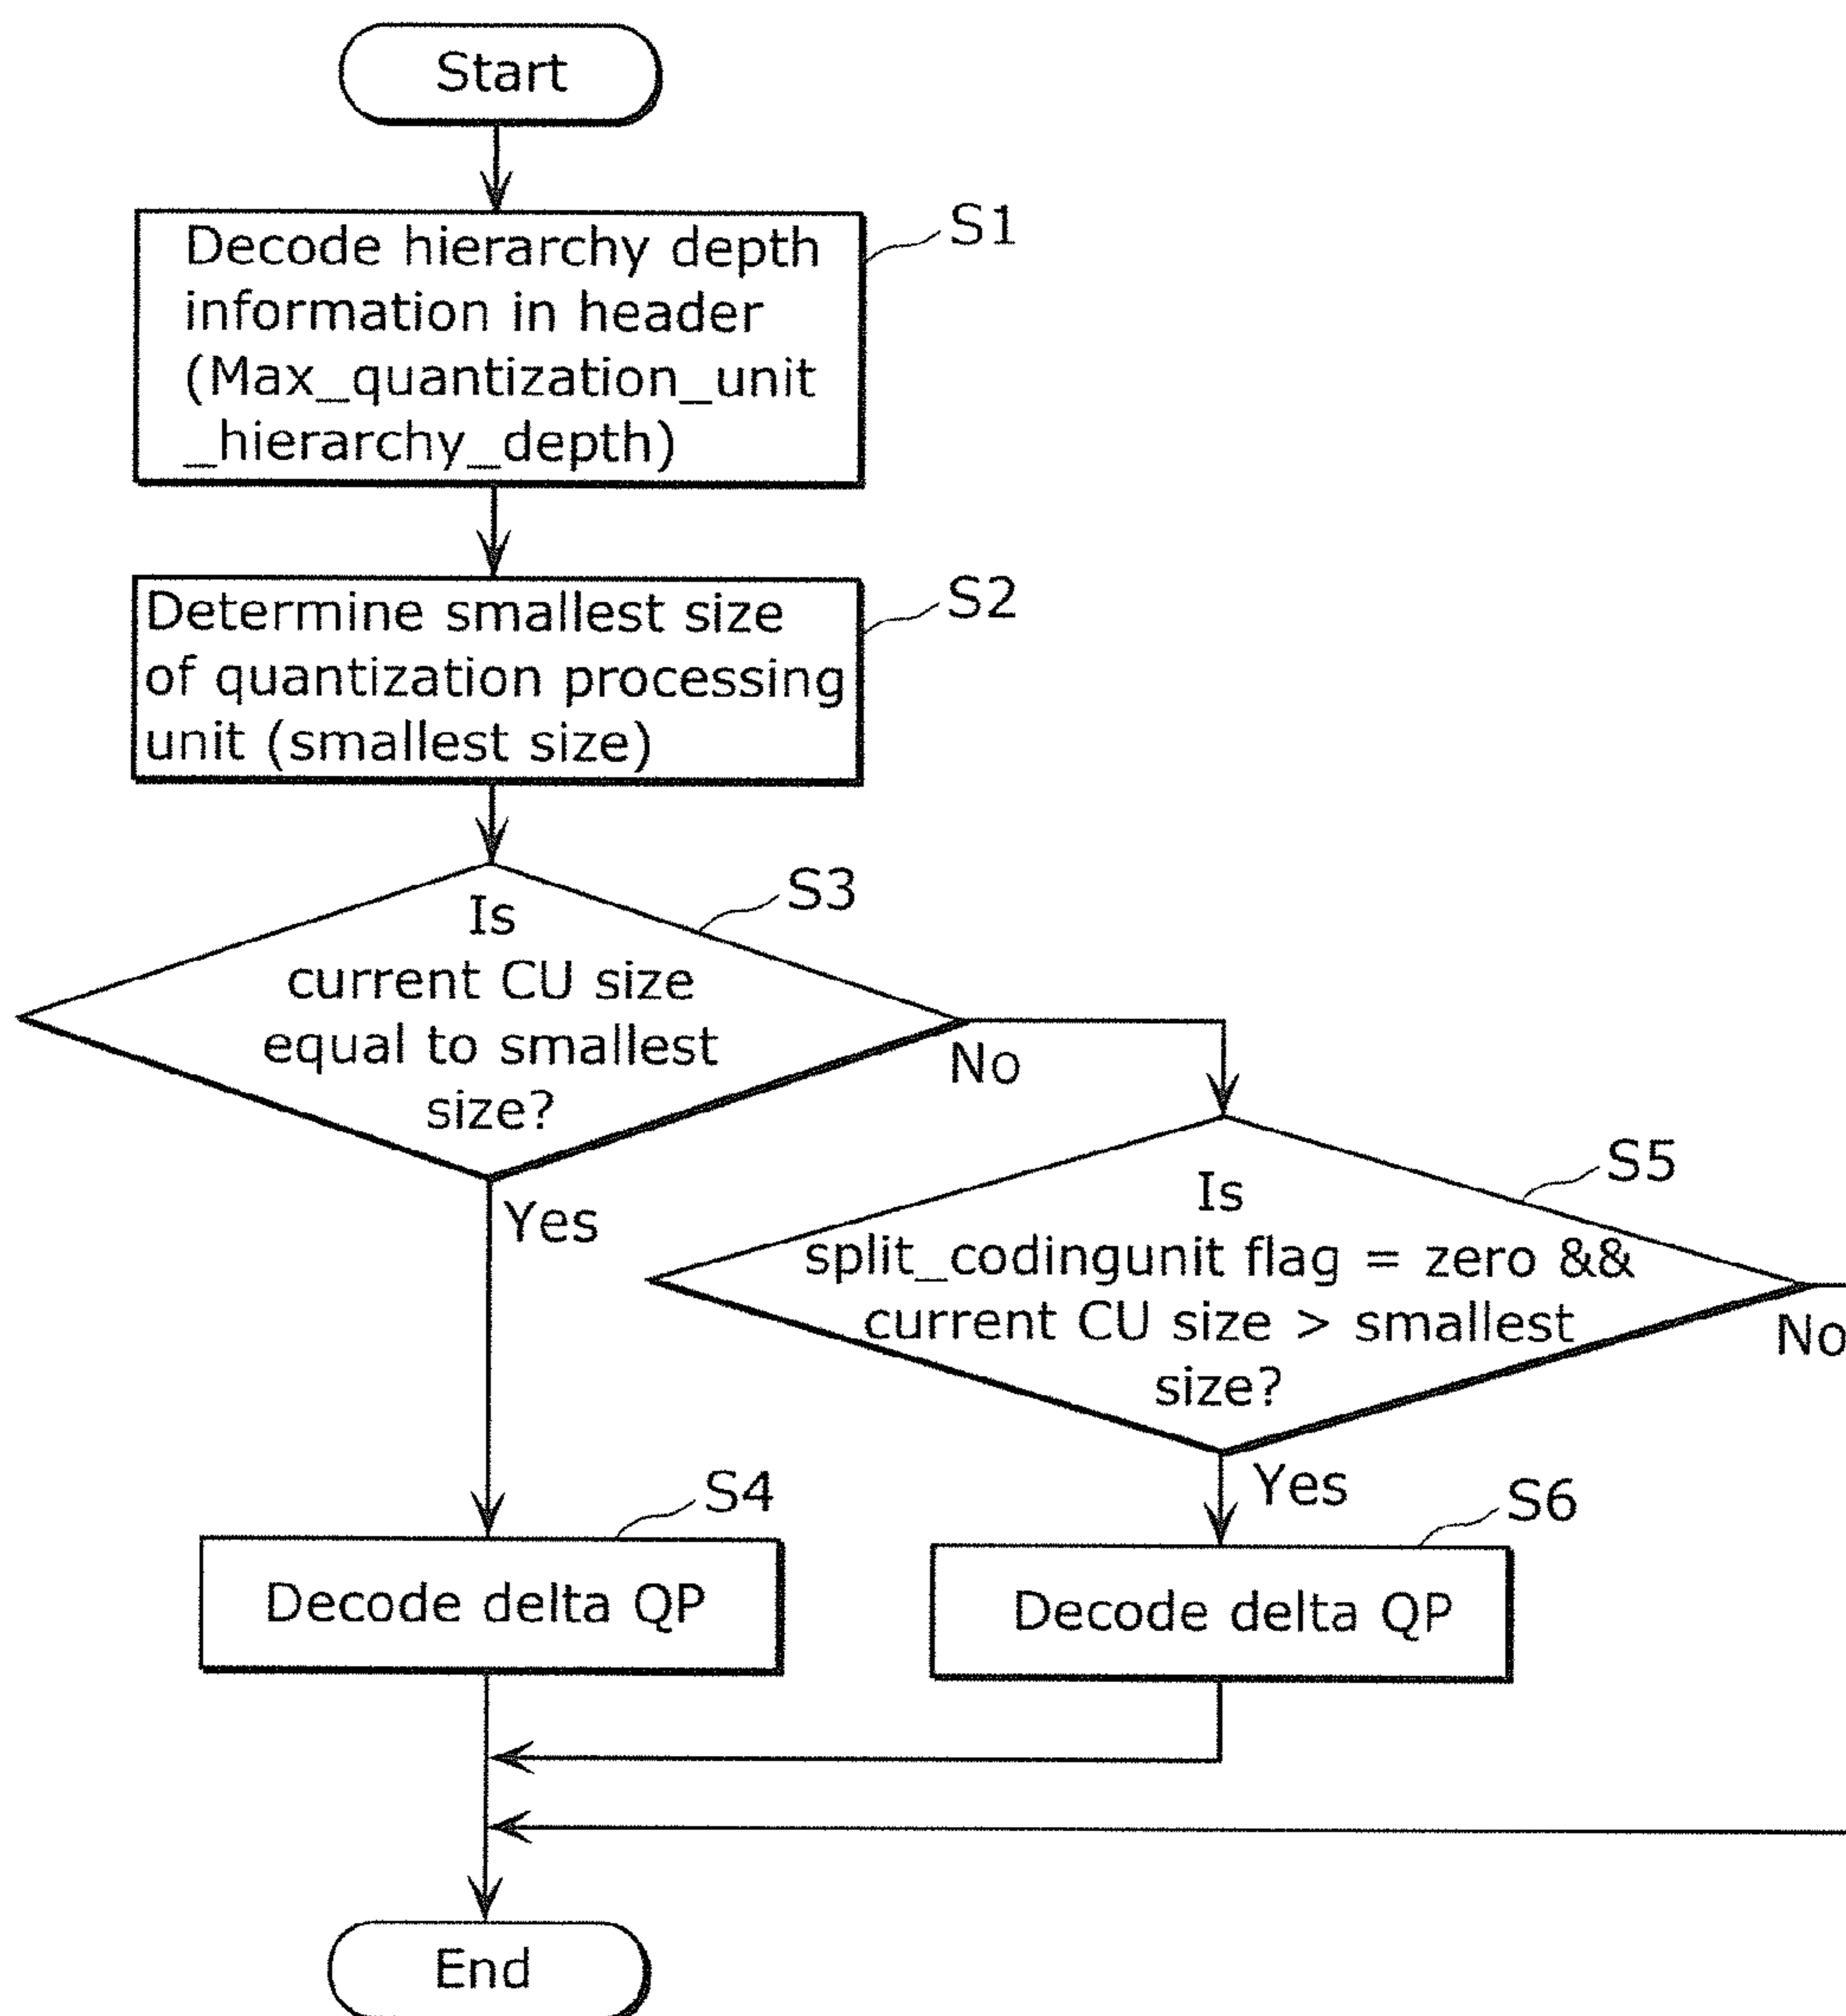 Start
Decode hierarchy depth
information in header
(Max_quantization_unit
_hierarchy_depth)
S1
Determine smallest size
of quantization processing
unit (smallest size)
S2
Is
current CU size
equal to smallest
size?
S3
No
Yes
Is
split_codingunit flag = zero &&
current CU size > smallest
size?
S5
No
Yes
S4
Decode delta QP
S6
Decode delta QP
End